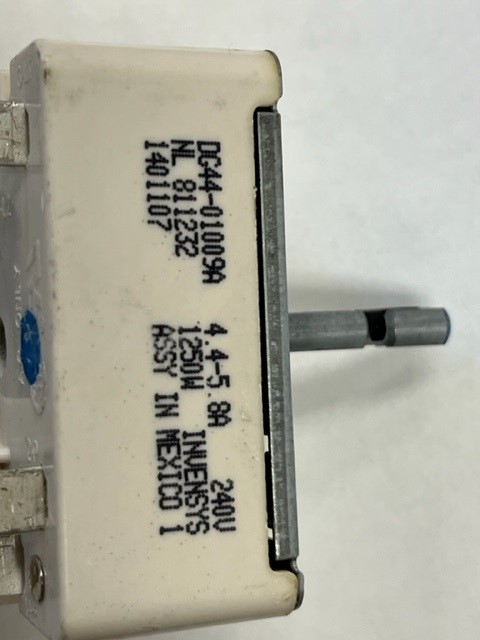 DG44-01009A 4.4-5.8A 240V
NL 811232 1250W INVENSYS
1401107 ASSY IN MEXICO 1